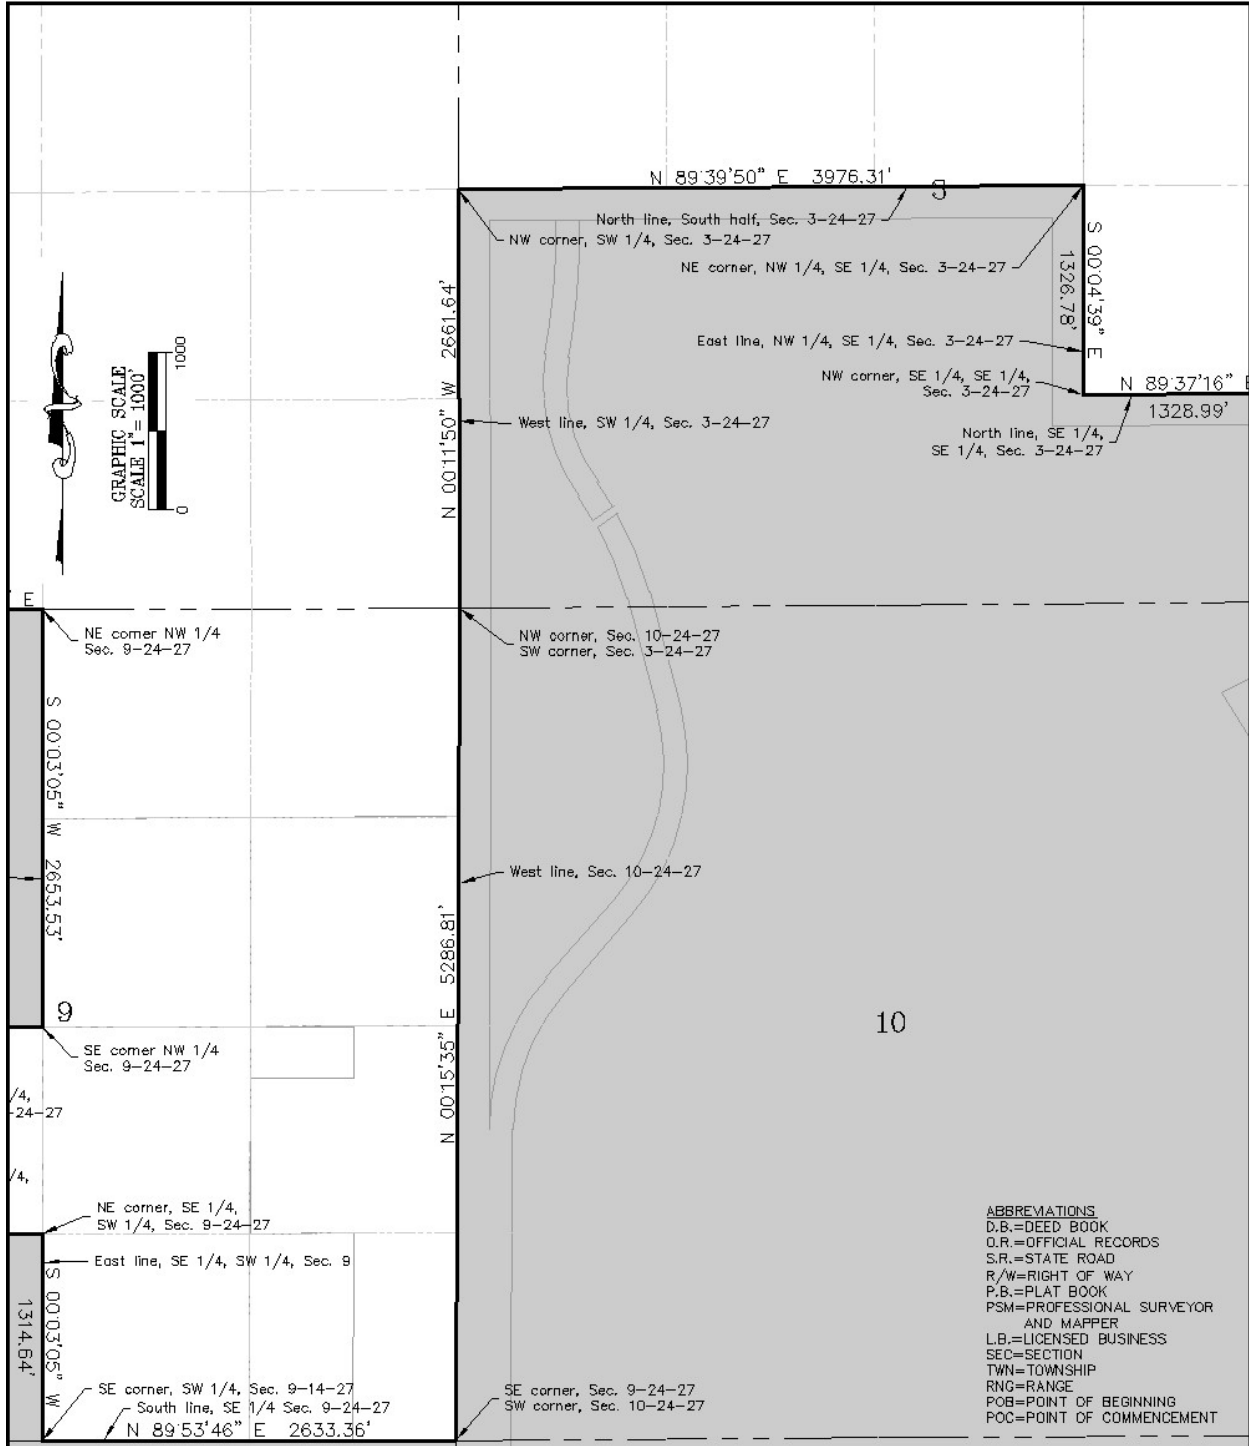 N 89°39'50" E 3976.31'
3
North line, South half, Sec. 3-24-27
NW corner, SW 1/4, Sec. 3-24-27
NE corner, NW 1/4, SE 1/4, Sec. 3-24-27
S 00°04'39" E
1326.78'
East line, NW 1/4, SE 1/4, Sec. 3-24-27
NW corner, SE 1/4, SE 1/4,
Sec. 3-24-27
N 89°37'16" E
1328.99'
North line, SE 1/4,
SE 1/4, Sec. 3-24-27
N 00°11'50" W 2661.64'
West line, SW 1/4, Sec. 3-24-27
GRAPHIC SCALE
SCALE 1"= 1000'
0
1000
' E
NE corner NW 1/4
Sec. 9-24-27
NW corner, Sec. 10-24-27
SW corner, Sec. 3-24-27
S 00°03'05" W 2653.53'
West line, Sec. 10-24-27
N 00°15'35" E 5286.81'
9
10
SE corner NW 1/4
Sec. 9-24-27
/4,
-24-27
/4,
NE corner, SE 1/4,
SW 1/4, Sec. 9-24-27
East line, SE 1/4, SW 1/4, Sec. 9
S 00°03'05" W
1314.64'
SE corner, SW 1/4, Sec. 9-14-27
South line, SE 1/4 Sec. 9-24-27
N 89°53'46" E 2633.36'
SE corner, Sec. 9-24-27
SW corner, Sec. 10-24-27
ABBREVIATIONS
D.B.=DEED BOOK
O.R.=OFFICIAL RECORDS
S.R.=STATE ROAD
R/W=RIGHT OF WAY
P.B.=PLAT BOOK
PSM=PROFESSIONAL SURVEYOR
AND MAPPER
L.B.=LICENSED BUSINESS
SEC=SECTION
TWN=TOWNSHIP
RNG=RANGE
POB=POINT OF BEGINNING
POC=POINT OF COMMENCEMENT